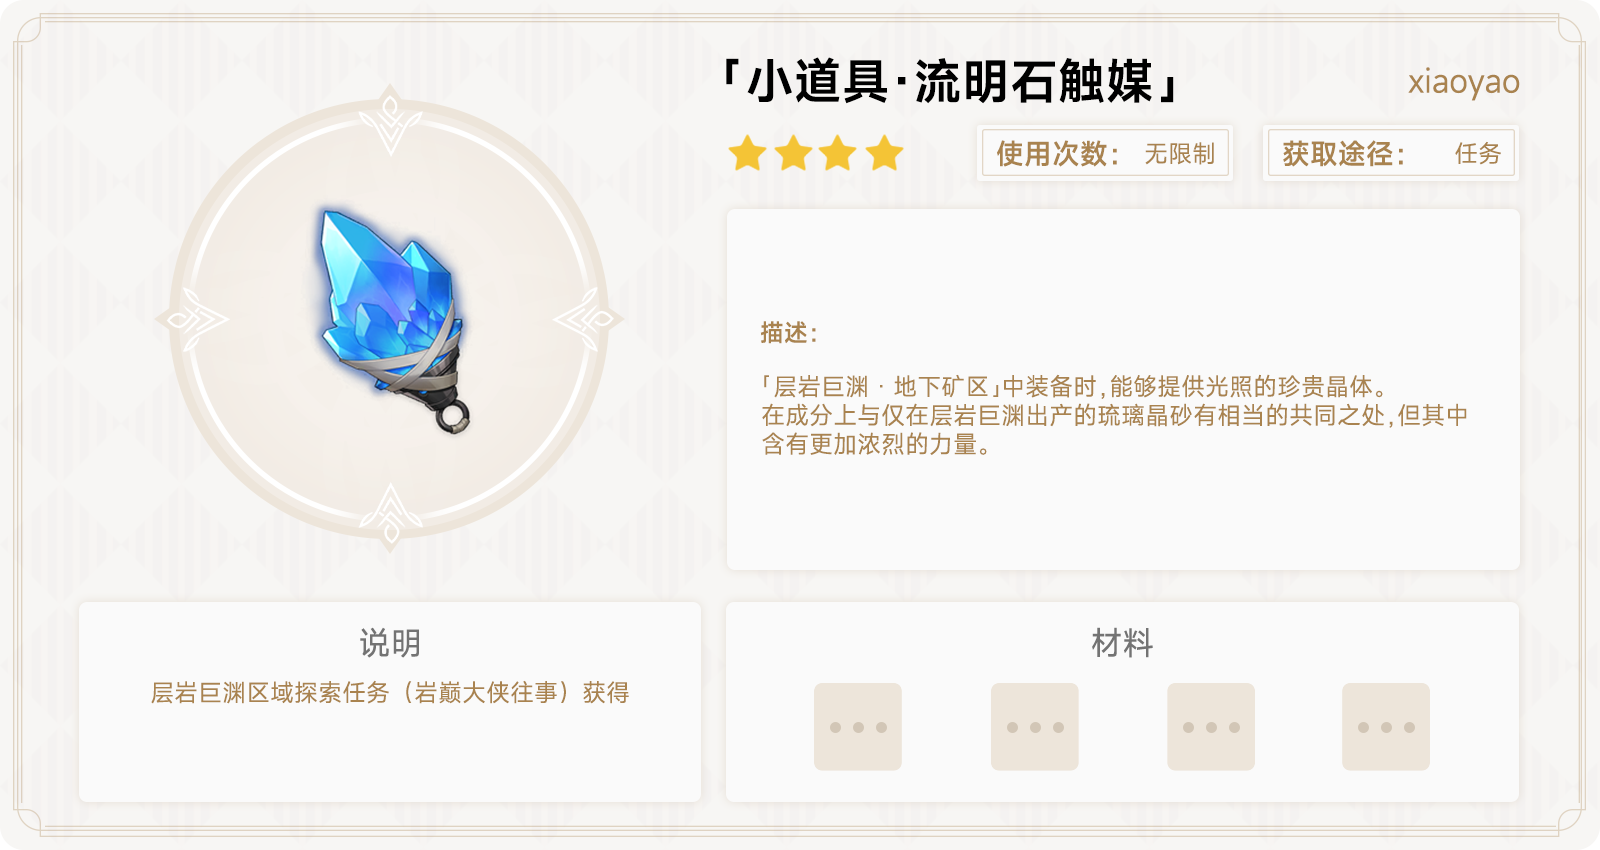 「小道具·流明石触媒」
xiaoyao
使用次数: 无限制
获取途径: 任务
描述:
「层岩巨渊 · 地下矿区」中装备时,能够提供光照的珍贵晶体。
在成分上与仅在层岩巨渊出产的琉璃晶砂有相当的共同之处,但其中
含有更加浓烈的力量。
说明
层岩巨渊区域探索任务（岩巅大侠往事）获得
材料